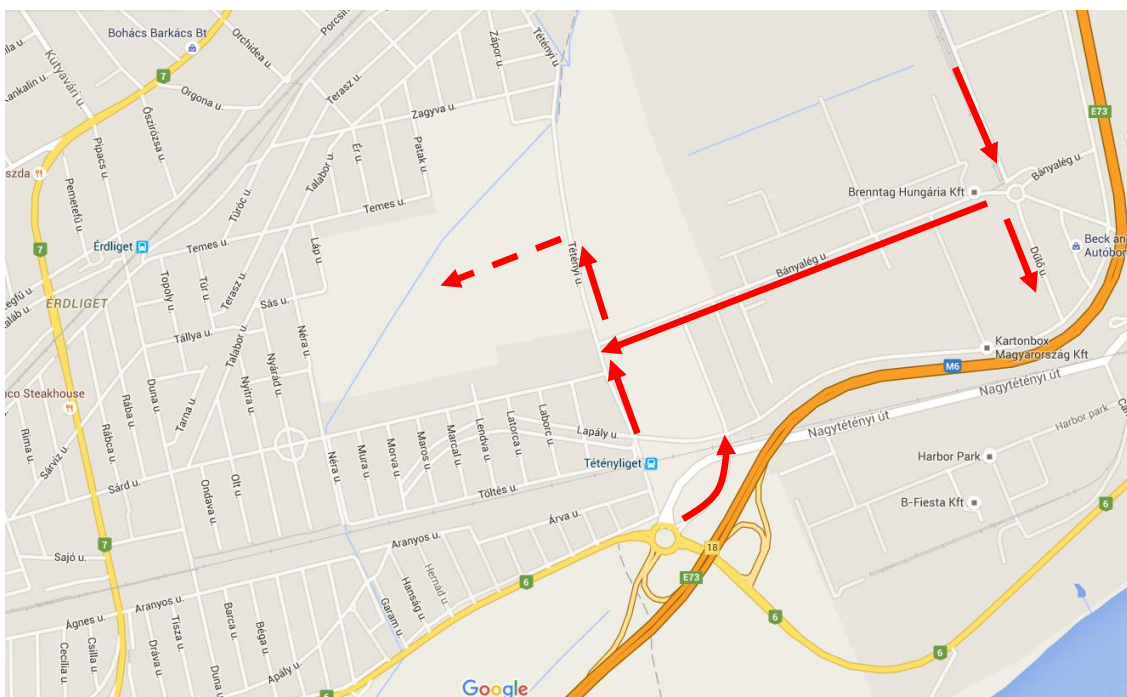 Bohács Barkács Bt
Porcsin
Orchidea u.
Zápor u.
Tétényi u.
7
Kutyavári u.
Terasz u.
Orgona u.
Zagyva u.
E73
Őszirózsa u.
Ér u.
Patak u.
Pipacs u.
Talabor u.
Bányalég u.
Pemetefű u.
Túróc u.
Temes u.
Brenntag Hungária Kft
7
Temes u.
Láp u.
Érdliget
Tétényi u.
Bányalég u.
Dűlő u.
Beck an
Autóbon
Topoly u.
Túr u.
Terasz u.
ÉRDLIGET
Sás u.
Tállya u.
Néra u.
Talabor u.
Nyárád u.
Kartonbox
Magyarország Kft
M6
Nagytétényi út
Duna u.
Nyitra u.
co Steakhouse
Rába u.
Tarna u.
Rábca u.
Rima u.
Sárvíz u.
Lendva u.
Latorca u.
Laborc u.
Lapály u.
Harbor park
Nagytétényi út
Néra u.
Mura u.
Morva u.
Maros u.
Marcal u.
Tétényliget
Harbor Park
Sárd u.
Olt u.
Ondava u.
Töltés u.
B-Fiesta Kft
6
Árva u.
7
Sajó u.
Aranyos u.
18
6
E73
Hernád u.
Hanság u.
Garam u.
Aranyos u.
Ágnes u.
6
Tisza u.
Barca u.
Béga u.
Csilla u.
Cecília u.
Dráva u.
Duna u.
Apály u.
6
Google